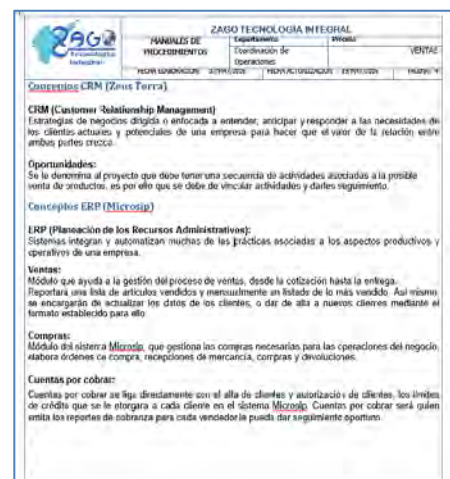 ZAGO
Tecnología
Integral
ZAGO TECNOLOGÍA INTEGRAL
MANUALES DE
PROCEDIMIENTOS
Departamento
Proceso
Coordinación de
Operaciones
VENTAS
FECHA ELABORACIÓN:
FECHA ACTUALIZACIÓN:
Conceptos CRM (Zeus Terra)
CRM (Customer Relationship Management)
Estrategias de negocios dirigida o enfocada a entender, anticipar y responder a las necesidades de
los clientes actuales y potenciales de una empresa para hacer que el valor de la relación entre
ambas partes crezca.
Oportunidades:
Se le denomina al proyecto que debe tener una secuencia de actividades asociadas a la posible
venta de productos, es por ello que se debe de vincular actividades y darles seguimiento.
Conceptos ERP (Microsip)
ERP (Planeación de los Recursos Administrativos):
Sistemas integran y automatizan muchas de las prácticas asociadas a los aspectos productivos y
operativos de una empresa.
Ventas:
Módulo que ayuda a la gestión del proceso de ventas, desde la cotización hasta la entrega.
Reportará una lista de artículos vendidos y mensualmente un listado de lo más vendido. Así mismo
se encargarán de actualizar los datos de los clientes, o dar de alta a nuevos clientes mediante el
formato establecido para ello.
Compras:
Módulo del sistema Microsip, que gestiona las compras necesarias para las operaciones del negocio,
elabora órdenes de compra, recepciones de mercancía, compras y devoluciones.
Cuentas por cobrar:
Cuentas por cobrar se liga directamente con el alta de clientes y autorización de clientes, los límites
de crédito que se le otorgara a cada cliente en el sistema Microsip. Cuentas por cobrar será quien
emita los reportes de cobranza para cada vendedor le pueda dar seguimiento oportuno.